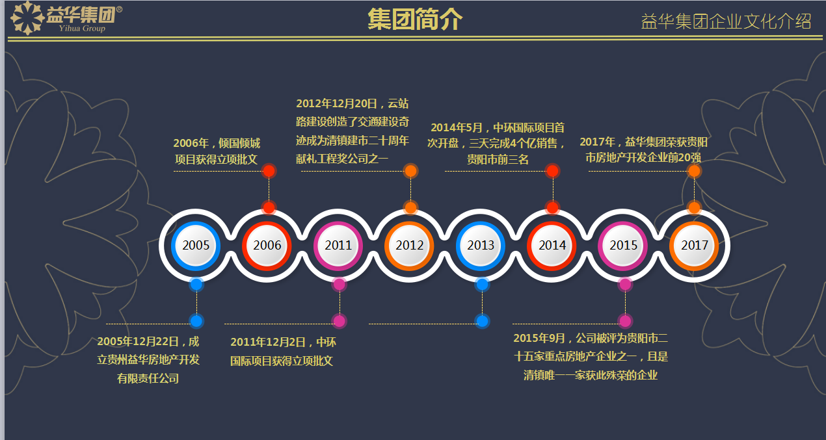 益华集团®
Yihua Group
集团简介
益华集团企业文化介绍
2006年，倾国倾城
项目获得立项批文
2012年12月20日，云站
路建设创造了交通建设奇
迹成为清镇建市二十周年
献礼工程奖公司之一
2014年5月，中环国际项目首
次开盘，三天完成4个亿销售，
贵阳市前三名
2017年，益华集团荣获贵阳
市房地产开发企业前20强
2005
2006
2011
2012
2013
2014
2015
2017
2005年12月22日，成
立贵州益华房地产开发
有限责任公司
2011年12月2日，中环
国际项目获得立项批文
2015年9月，公司被评为贵阳市二
十五家重点房地产企业之一，且是
清镇唯一一家获此殊荣的企业